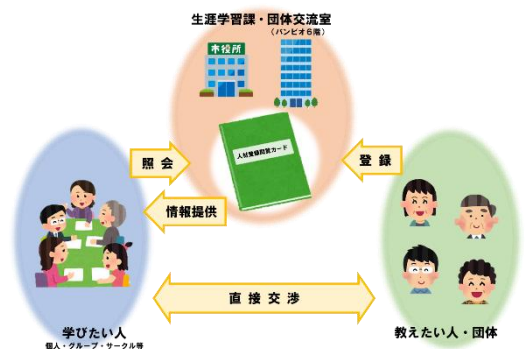 生涯学習課・団体交流室
（バンビオ６階）
市役所
人材登録閲覧カード
照会
登録
情報提供
直接交渉
学びたい人
個人・グループ・サークル等
教えたい人・団体